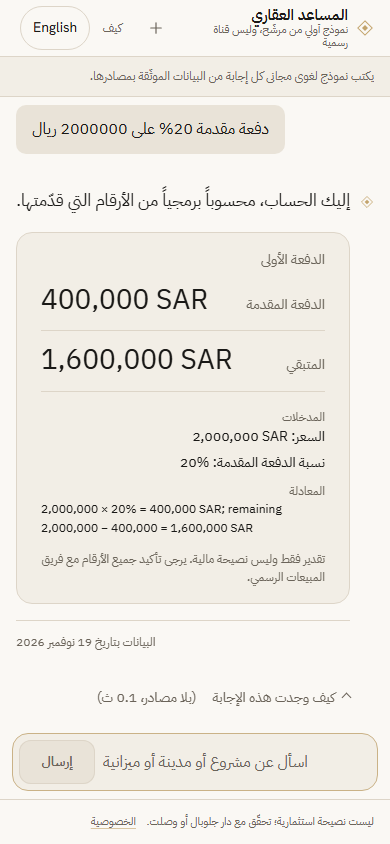 المساعد العقاري
نموذج أولي من مرشّح، وليس قناة
رسمية
كيف
English
يكتب نموذج لغوي مجاني كل إجابة من البيانات الموثّقة بمصادرها.
دفعة مقدمة 20% على 2000000 ريال
إليك الحساب، محسوباً برمجياً من الأرقام التي قدّمتها.
الدفعة الأولى
الدفعة المقدمة 400,000 SAR
المتبقي 1,600,000 SAR
المدخلات
السعر: 2,000,000 SAR
نسبة الدفعة المقدمة: 20%
المعادلة
2,000,000 × 20% = 400,000 SAR; remaining
2,000,000 − 400,000 = 1,600,000 SAR
تقدير فقط وليس نصيحة مالية. يرجى تأكيد جميع الأرقام مع فريق
المبيعات الرسمي.
البيانات بتاريخ 19 نوفمبر 2026
كيف وجدت هذه الإجابة (بلا مصادر، 0.1 ث)
اسأل عن مشروع أو مدينة أو ميزانية
إرسال
ليست نصيحة استثمارية؛ تحقّق مع دار جلوبال أو وصلت. الخصوصية